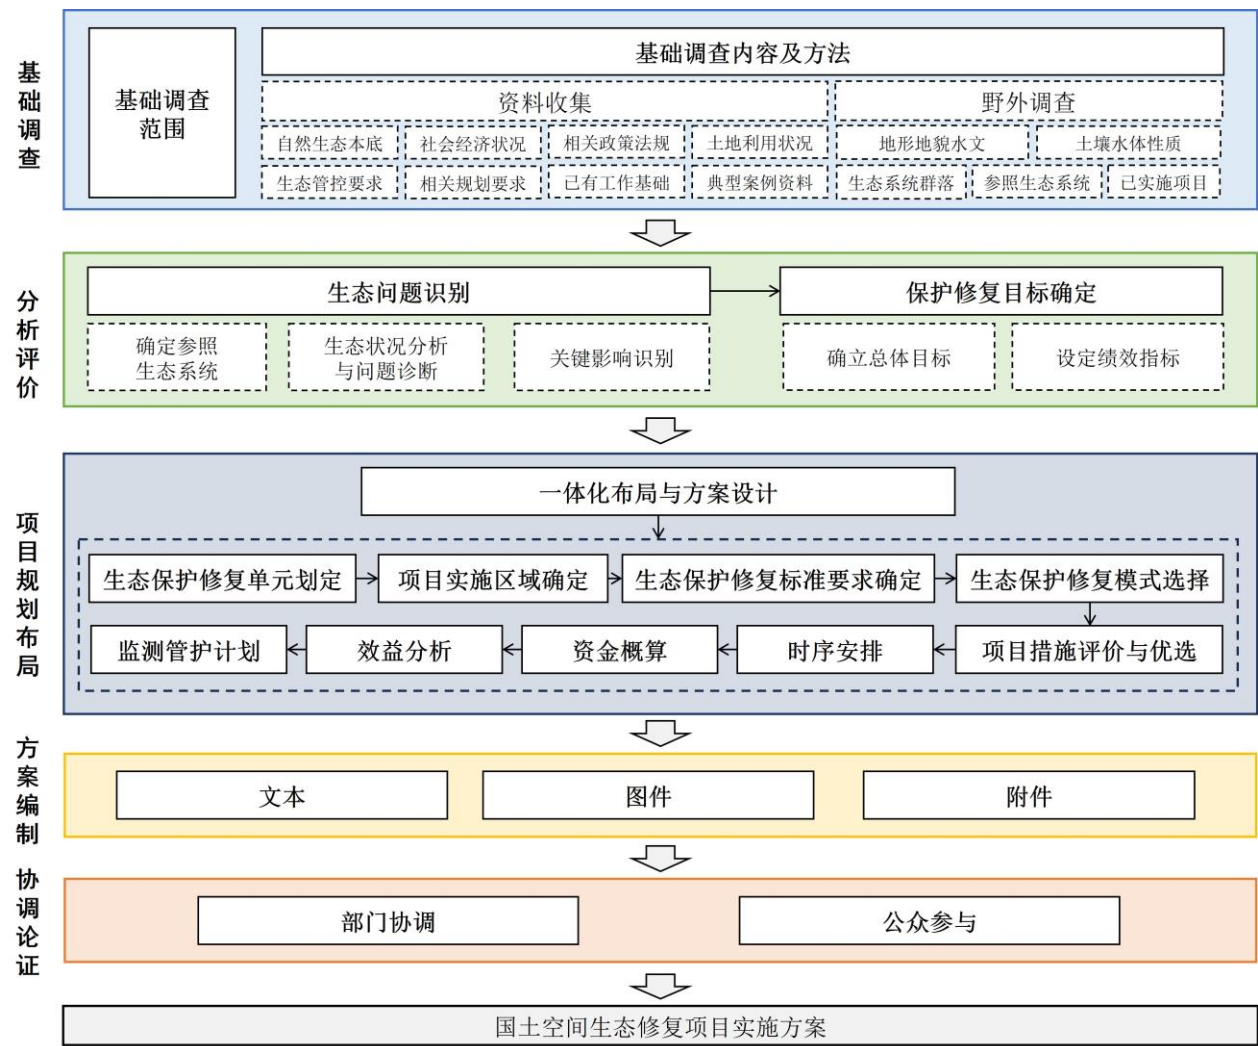 基础调查
基础调查
范围
基础调查内容及方法
资料收集
野外调查
自然生态本底
社会经济状况
相关政策法规
土地利用状况
地形地貌水文
土壤水体性质
生态管控要求
相关规划要求
已有工作基础
典型案例资料
生态系统群落
参照生态系统
已实施项目
分析评价
生态问题识别
保护修复目标确定
确定参照
生态系统
生态状况分析
与问题诊断
关键影响识别
确立总体目标
设定绩效指标
项目规划布局
一体化布局与方案设计
生态保护修复单元划定
项目实施区域确定
生态保护修复标准要求确定
生态保护修复模式选择
监测管护计划
效益分析
资金概算
时序安排
项目措施评价与优选
方案编制
文本
图件
附件
协调论证
部门协调
公众参与
国土空间生态修复项目实施方案